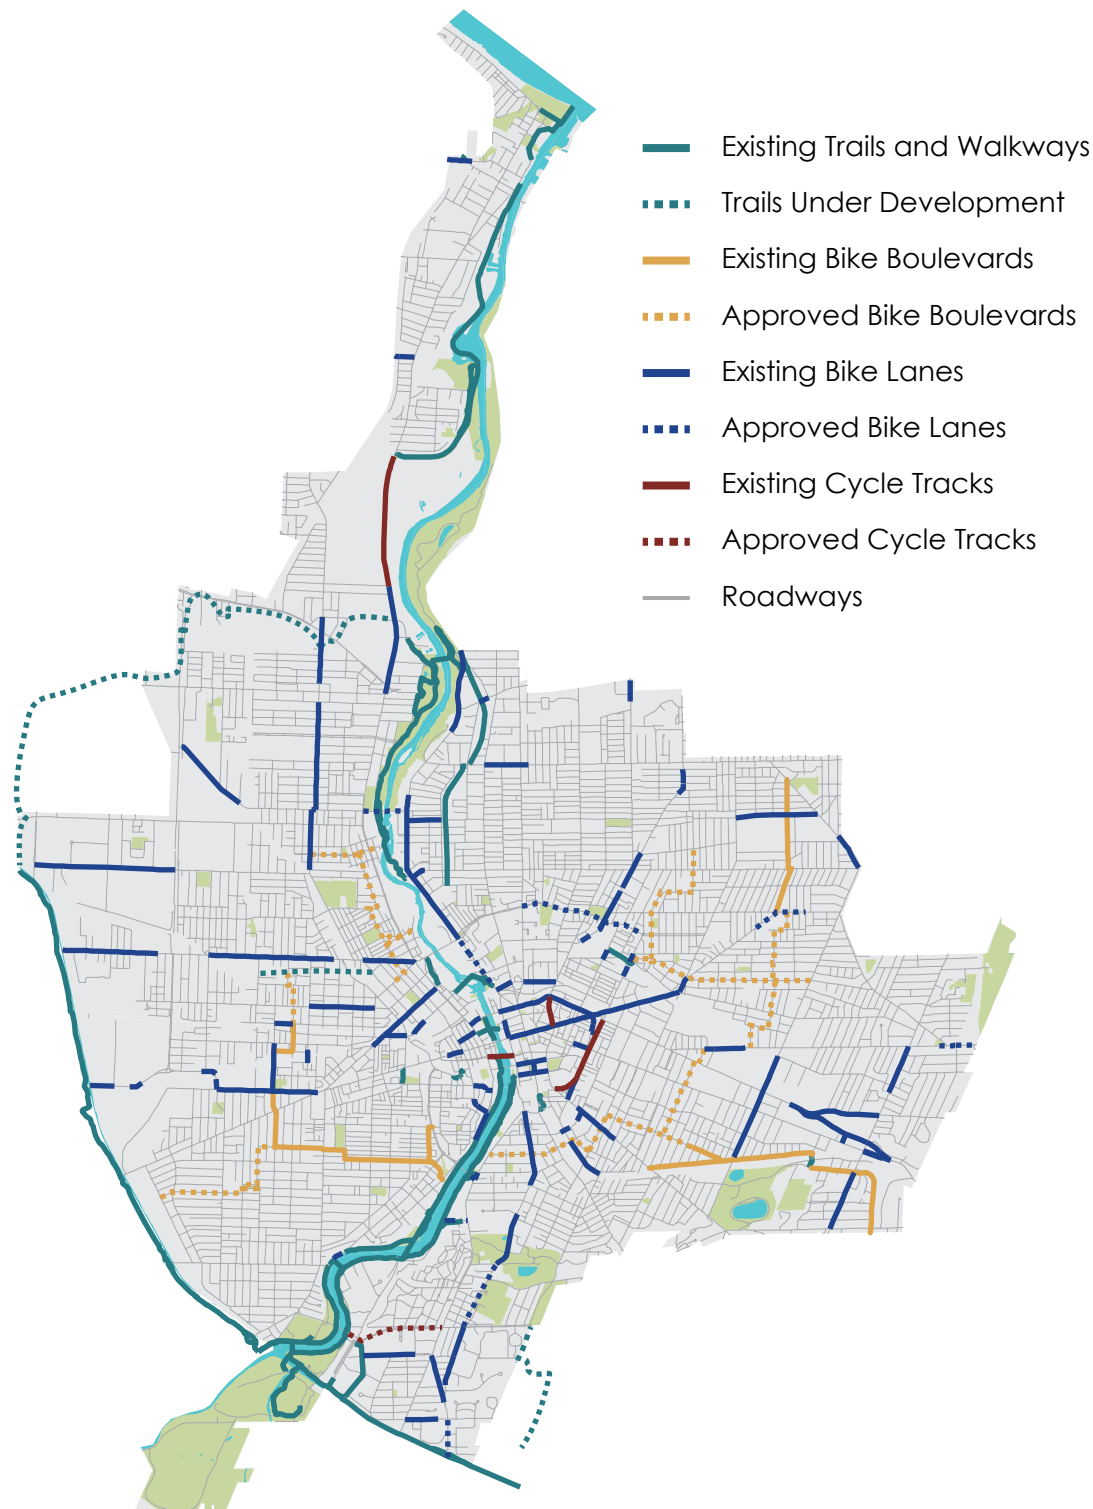 Existing Trails and Walkways
Trails Under Development
Existing Bike Boulevards
Approved Bike Boulevards
Existing Bike Lanes
Approved Bike Lanes
Existing Cycle Tracks
Approved Cycle Tracks
Roadways